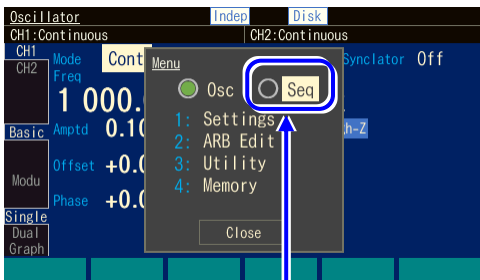 Oscillator Indep Disk
CH1:Continuous CH2:Continuous
CH1
CH2
Mode Cont
Synclator Off
Freq
1 000.
Basic
Amptd 0.10
h-Z
Offset +0.0
Modu
Phase +0.0
Single
Dual
Graph
Menu
Osc Seq
1: Settings
2: ARB Edit
3: Utility
4: Memory
Close